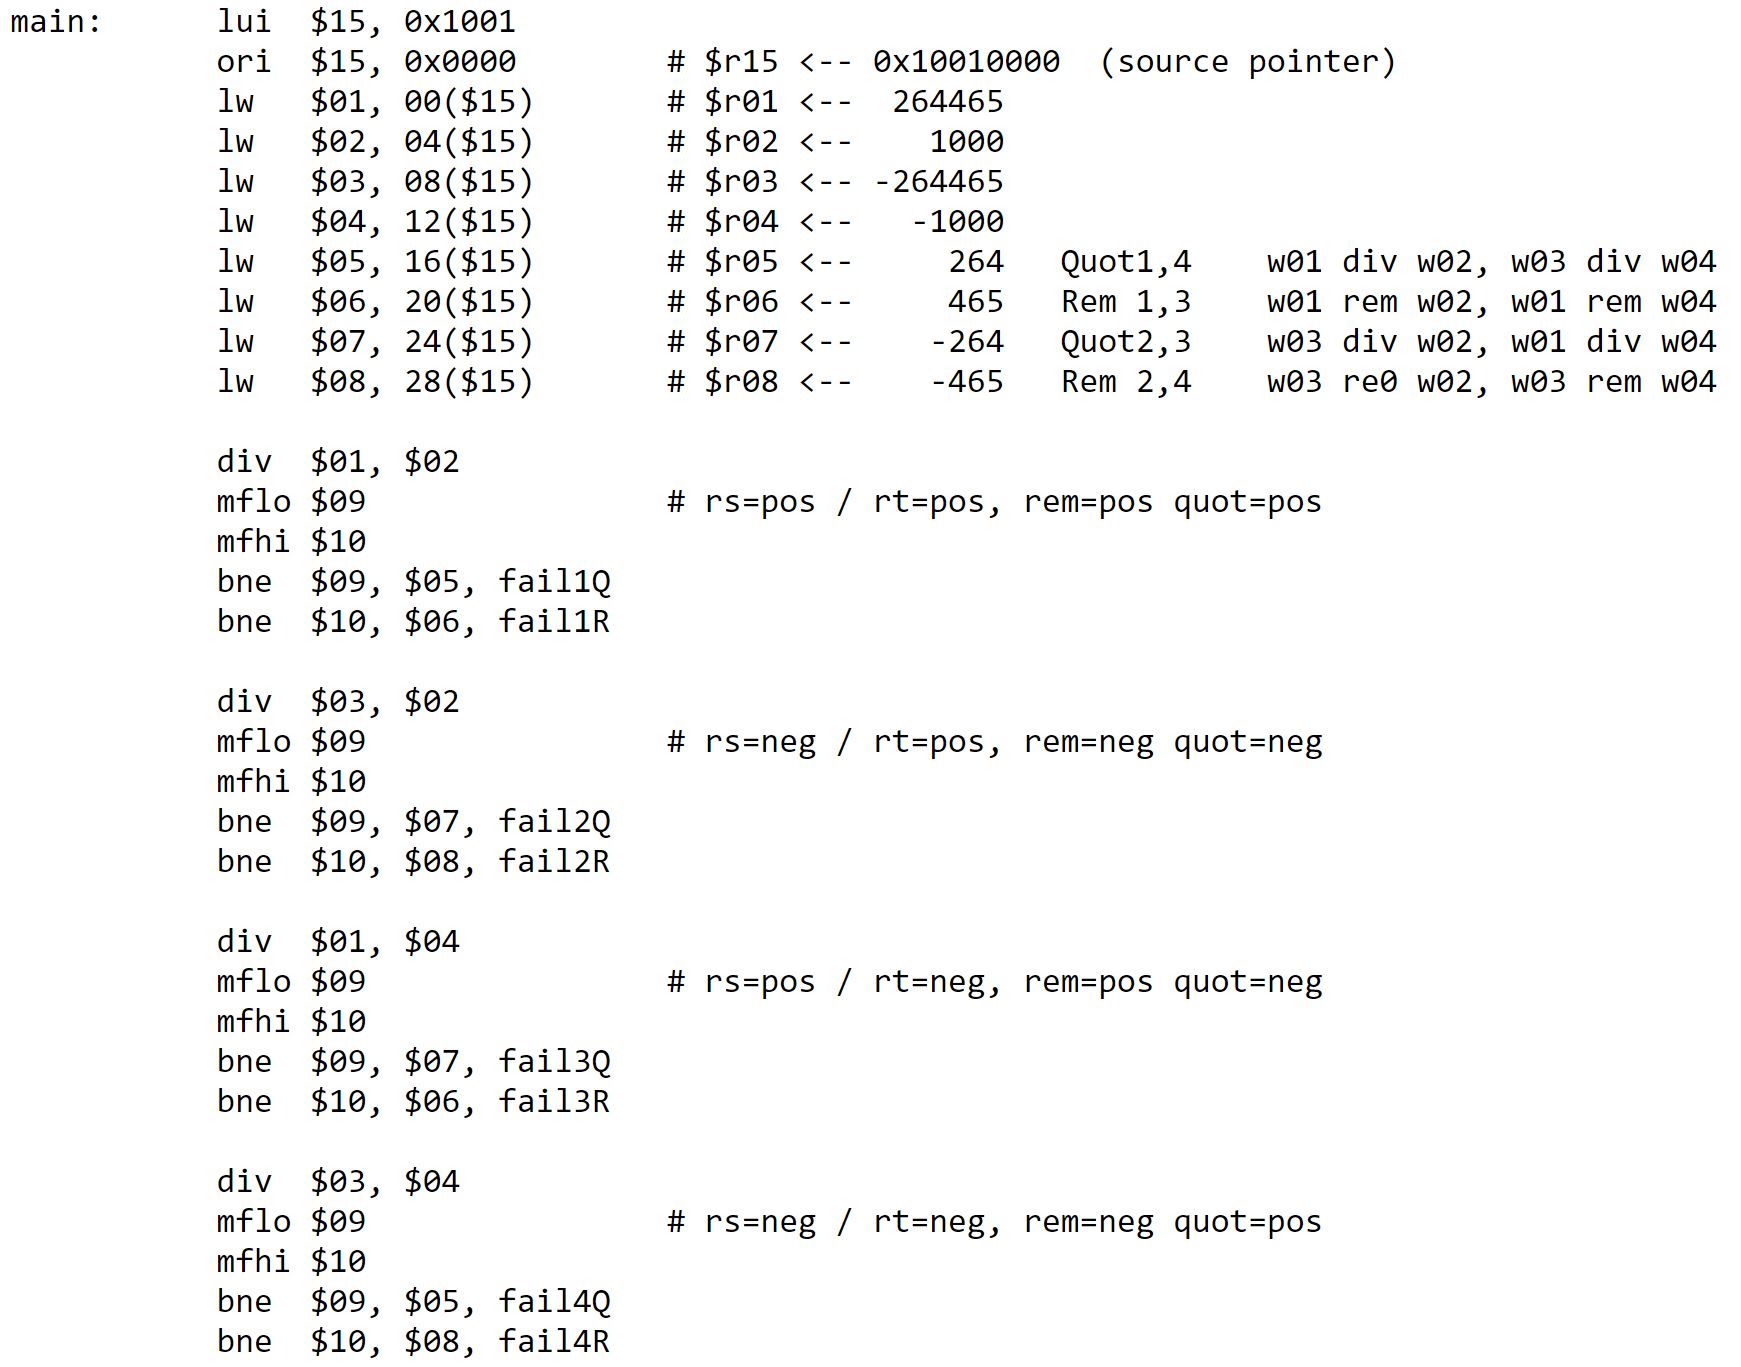 main:      lui  $15, 0x1001
           ori  $15, 0x0000        # $r15 <-- 0x10010000  (source pointer)
           lw   $01, 00($15)       # $r01 <--  264465
           lw   $02, 04($15)       # $r02 <--    1000
           lw   $03, 08($15)       # $r03 <-- -264465
           lw   $04, 12($15)       # $r04 <--   -1000
           lw   $05, 16($15)       # $r05 <--     264   Quot1,4    w01 div w02, w03 div w04
           lw   $06, 20($15)       # $r06 <--     465   Rem 1,3    w01 rem w02, w01 rem w04
           lw   $07, 24($15)       # $r07 <--    -264   Quot2,3    w03 div w02, w01 div w04
           lw   $08, 28($15)       # $r08 <--    -465   Rem 2,4    w03 re0 w02, w03 rem w04

           div  $01, $02
           mflo $09                # rs=pos / rt=pos, rem=pos quot=pos
           mfhi $10
           bne  $09, $05, fail1Q
           bne  $10, $06, fail1R

           div  $03, $02
           mflo $09                # rs=neg / rt=pos, rem=neg quot=neg
           mfhi $10
           bne  $09, $07, fail2Q
           bne  $10, $08, fail2R

           div  $01, $04
           mflo $09                # rs=pos / rt=neg, rem=pos quot=neg
           mfhi $10
           bne  $09, $07, fail3Q
           bne  $10, $06, fail3R

           div  $03, $04
           mflo $09                # rs=neg / rt=neg, rem=neg quot=pos
           mfhi $10
           bne  $09, $05, fail4Q
           bne  $10, $08, fail4R